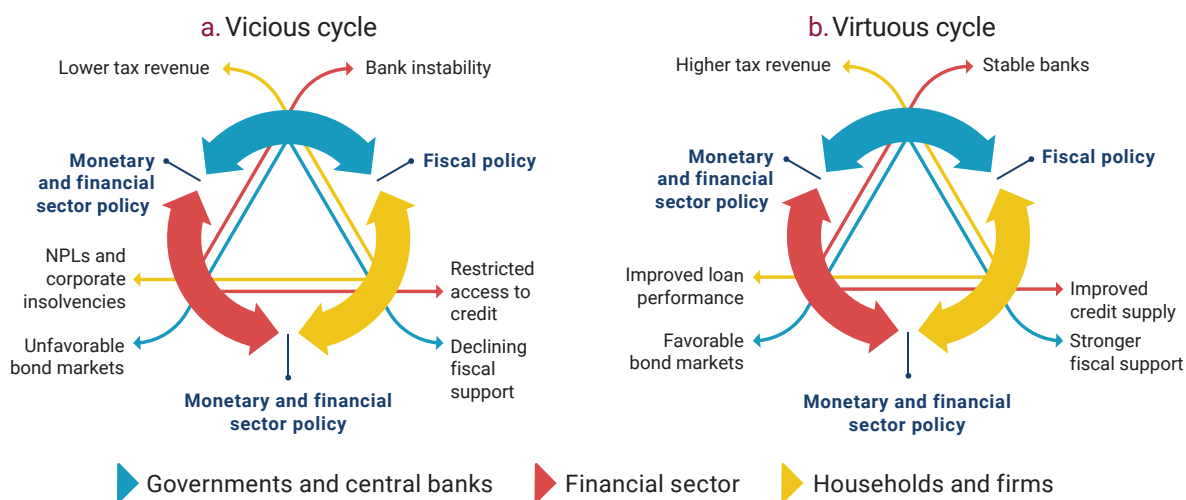 a. Vicious cycle
Lower tax revenue
Bank instability
Monetary
and financial
sector policy
Fiscal policy
NPLs and
corporate
insolvencies
Restricted
access to
credit
Unfavorable
bond markets
Declining
fiscal
support
Monetary and financial
sector policy
b. Virtuous cycle
Higher tax revenue
Stable banks
Monetary
and financial
sector policy
Fiscal policy
Improved loan
performance
Improved
credit supply
Favorable
bond markets
Stronger
fiscal support
Monetary and financial
sector policy
Governments and central banks
Financial sector
Households and firms